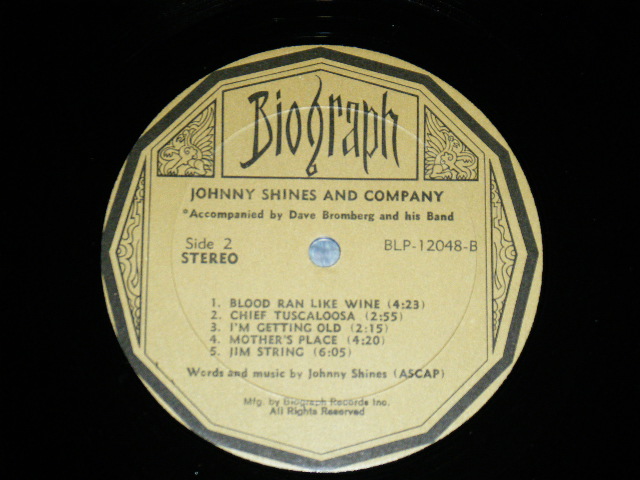 Biograph
JOHNNY SHINES AND COMPANY
*Accompanied by Dave Bromberg and his Band
Side 2 BLP-12048-B
STEREO
1. BLOOD RAN LIKE WINE (4:23)
2. CHIEF TUSCALOOSA (2:55)
3. I'M GETTING OLD (2:15)
4. MOTHER'S PLACE (4:20)
5. JIM STRING (6:05)
Words and music by Johnny Shines (ASCAP)
Mfg. by Biograph Records Inc.
All Rights Reserved